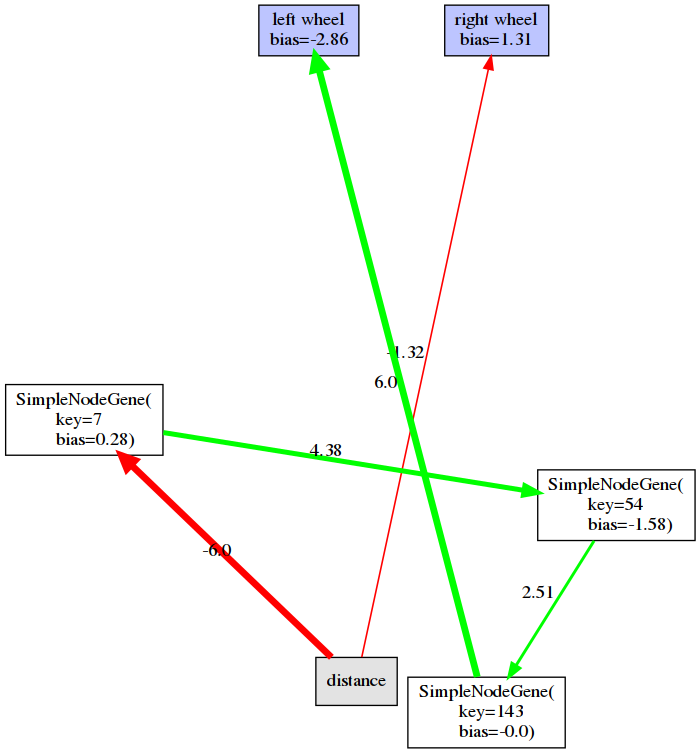 left wheel
bias=-2.86
right wheel
bias=1.31
-1.32
6.0
SimpleNodeGene(
key=7
bias=0.28)
4.38
SimpleNodeGene(
key=54
bias=-1.58)
-6.0
2.51
distance
SimpleNodeGene(
key=143
bias=-0.0)